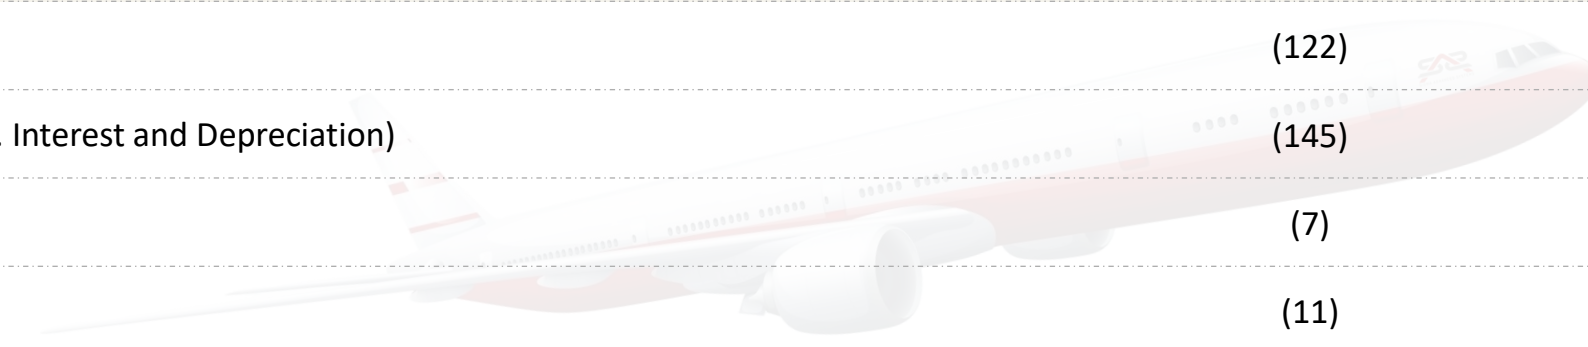 (122)
. Interest and Depreciation) (145)
(7)
(11)